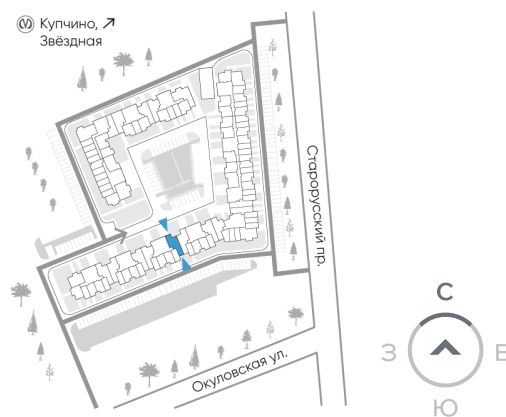 Купчино, ↗
Звёздная
Старорусский пр.
Окуловская ул.
С
З
В
Ю